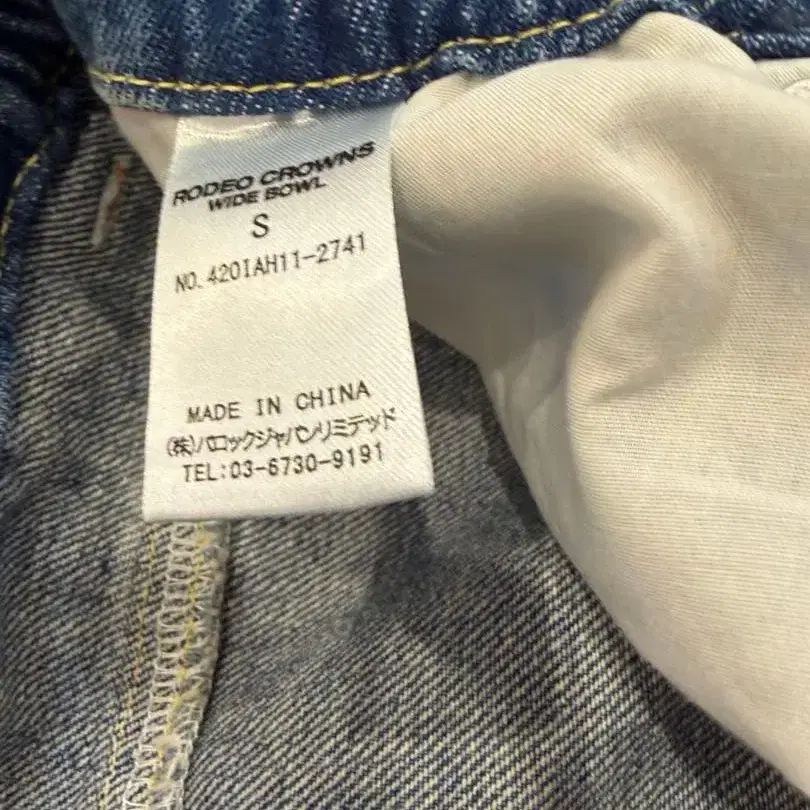 RODEO CROWNS
WIDE BOWL
S
NO.420IAH11-2741
MADE IN CHINA
(株)バロックジャパンリミテッド
TEL:03-6730-9191